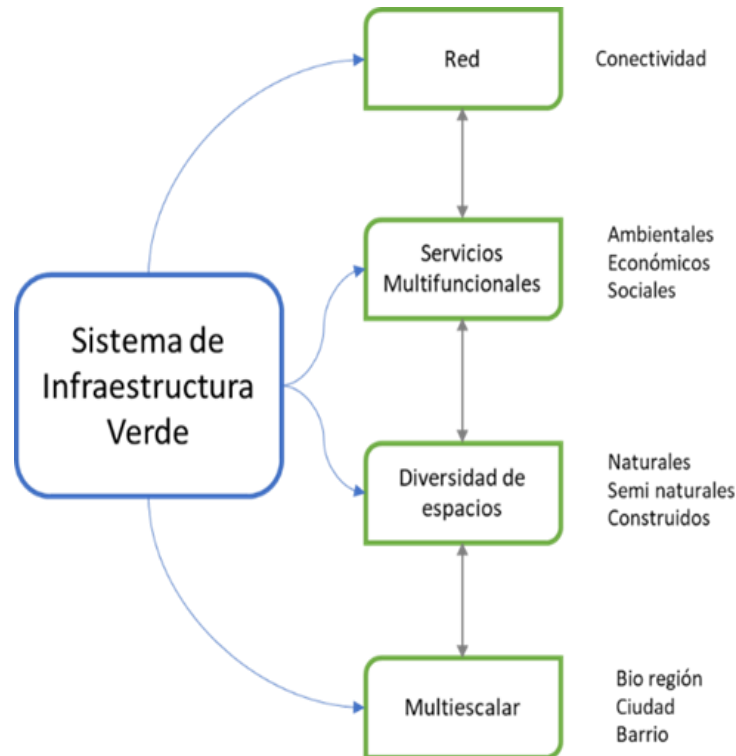 Red
Conectividad
Servicios
Multifuncionales
Ambientales
Económicos
Sociales
Sistema de
Infraestructura
Verde
Diversidad de
espacios
Naturales
Semi naturales
Construidos
Multiescalar
Bio región
Ciudad
Barrio